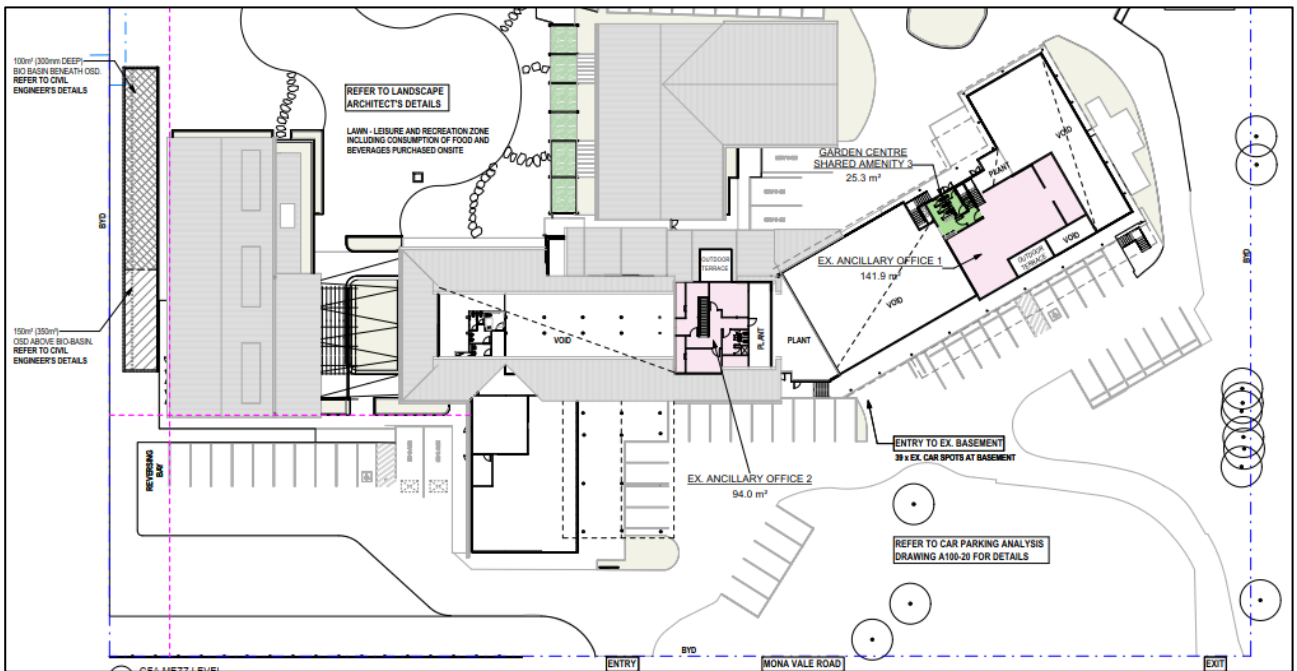 100m² (300mm DEEP)
BIO BASIN BENEATH OSD.
REFER TO CIVIL
ENGINEER'S DETAILS
REFER TO LANDSCAPE
ARCHITECT'S DETAILS
LAWN - LEISURE AND RECREATION ZONE
INCLUDING CONSUMPTION OF FOOD AND
BEVERAGES PURCHASED ONSITE
GARDEN CENTRE
SHARED AMENITY 3
25.3 m²
VOID
PLANT
BYD
BYD
OUTDOOR
TERRACE
EX. ANCILLARY OFFICE 1
141.9 m²
OUTDOOR
TERRACE
VOID
VOID
150m² (350m³)
OSD ABOVE BIO-BASIN.
REFER TO CIVIL
ENGINEER'S DETAILS
VOID
PLANT
PLANT
REVERSING
BAY
ENTRY TO EX. BASEMENT
39 x EX. CAR SPOTS AT BASEMENT
EX. ANCILLARY OFFICE 2
94.0 m²
REFER TO CAR PARKING ANALYSIS
DRAWING A100-20 FOR DETAILS
BYD
GFA MEZZ LEVEL
ENTRY
MONA VALE ROAD
EXIT